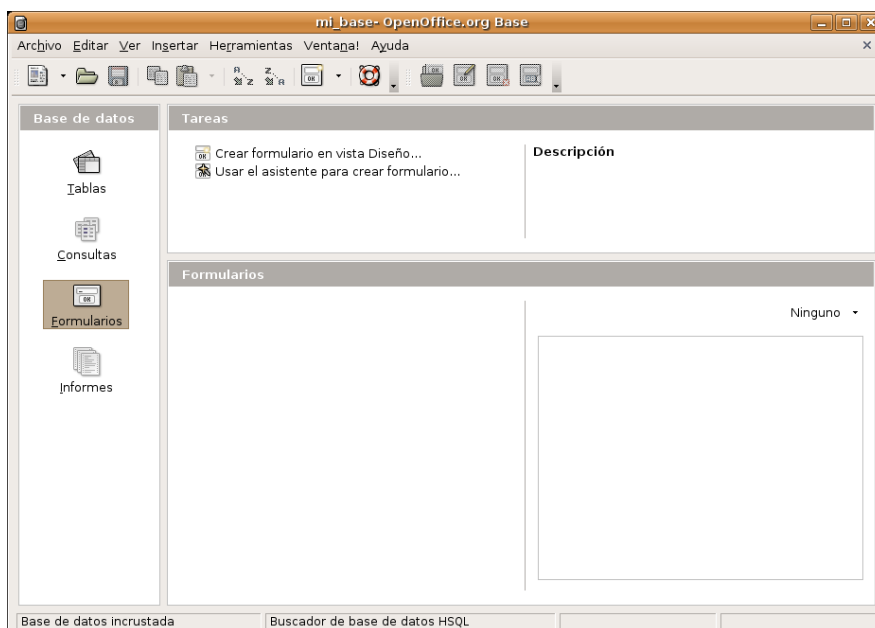 mi_base- OpenOffice.org Base
Archivo Editar Ver Insertar Herramientas Ventana! Ayuda
Base de datos
Tablas
Consultas
Formularios
Informes
Tareas
Crear formulario en vista Diseño...
Usar el asistente para crear formulario...
Descripción
Formularios
Ninguno
Base de datos incrustada
Buscador de base de datos HSQL